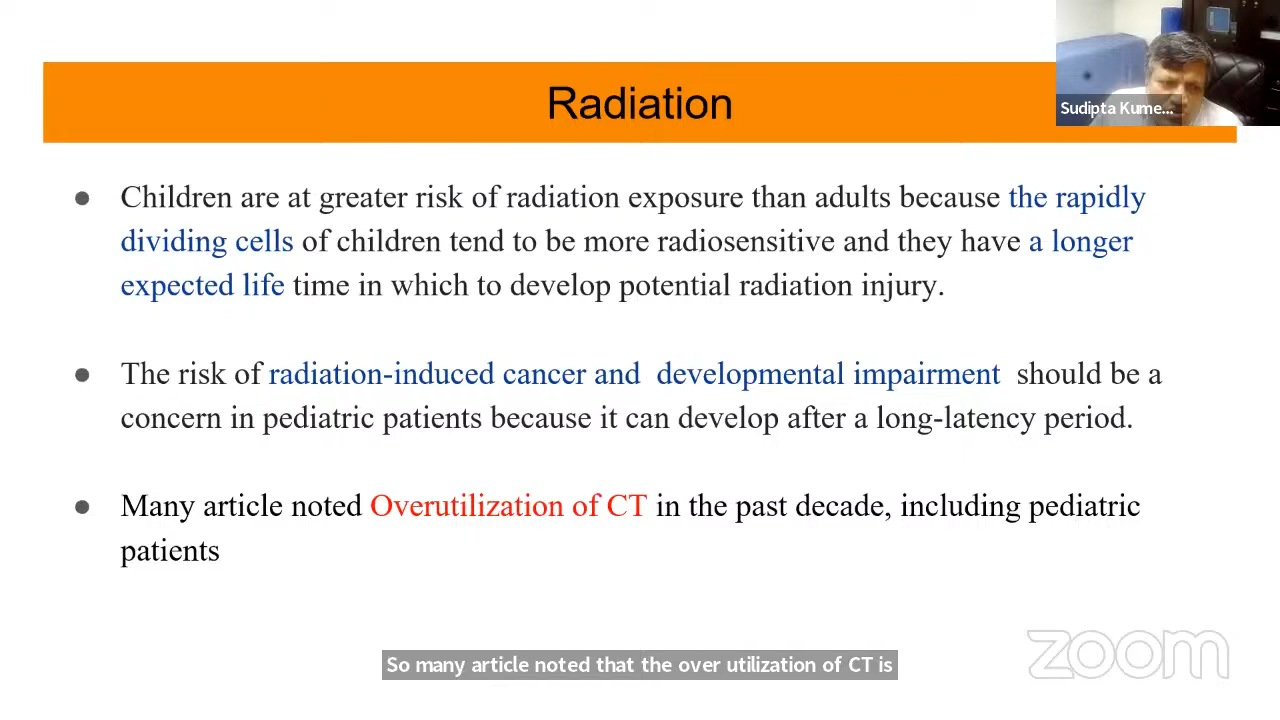 Radiation
Sudipta Kume...
● Children are at greater risk of radiation exposure than adults because the rapidly
dividing cells of children tend to be more radiosensitive and they have a longer
expected life time in which to develop potential radiation injury.
● The risk of radiation-induced cancer and developmental impairment should be a
concern in pediatric patients because it can develop after a long-latency period.
● Many article noted Overutilization of CT in the past decade, including pediatric
patients
zoom
So many article noted that the over utilization of CT is